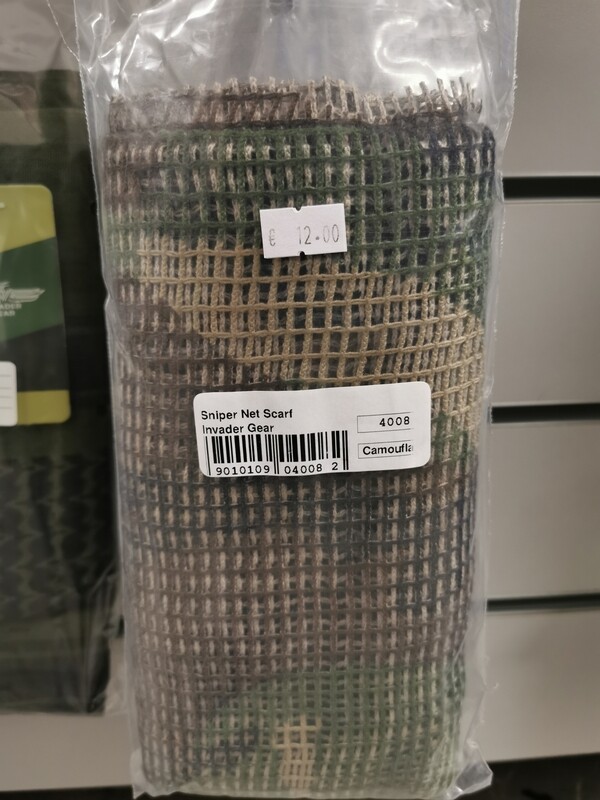 € 12.00
Sniper Net Scarf
Invader Gear
4008
Camoufla
9010109 04008 2